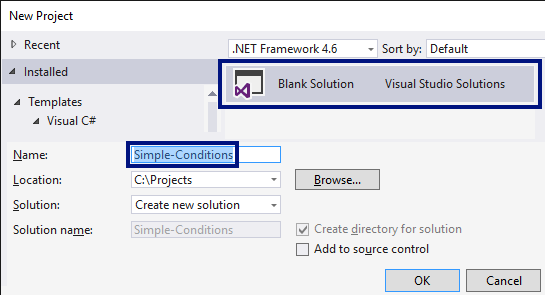 New Project
Recent
.NET Framework 4.6 Sort by: Default
Installed
Blank Solution Visual Studio Solutions
Templates
Visual C#
Name: Simple-Conditions
Location: C:\Projects Browse...
Solution: Create new solution
Solution name: Simple-Conditions Create directory for solution
Add to source control
OK Cancel